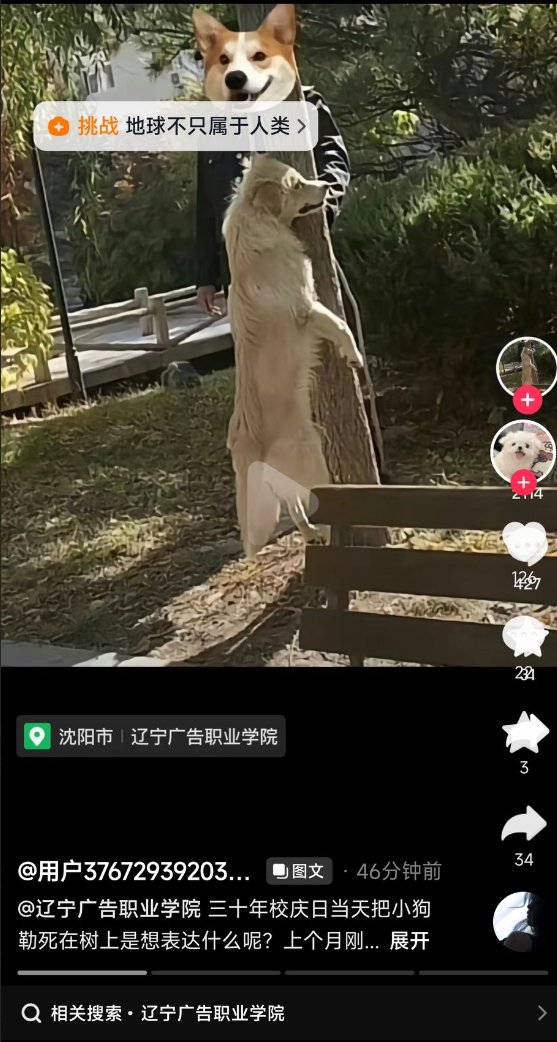 挑战 地球不只属于人类
2114
126
427
22
31
3
34
沈阳市 辽宁广告职业学院
@用户37672939203... 图文 · 46分钟前
@辽宁广告职业学院 三十年校庆日当天把小狗
勒死在树上是想表达什么呢？上个月刚... 展开
相关搜索 · 辽宁广告职业学院